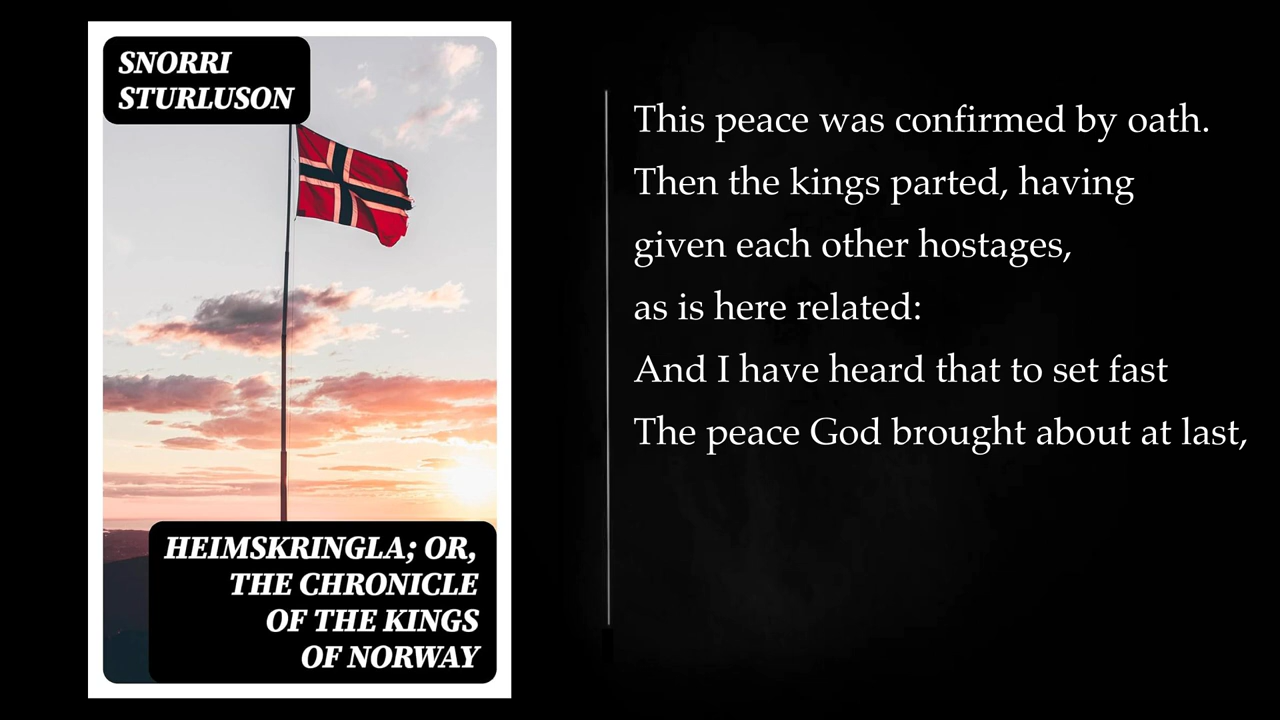 SNORRI
STURLUSON
HEIMSKRINGLA; OR,
THE CHRONICLE
OF THE KINGS
OF NORWAY
This peace was confirmed by oath.
Then the kings parted, having
given each other hostages,
as is here related:
And I have heard that to set fast
The peace God brought about at last,